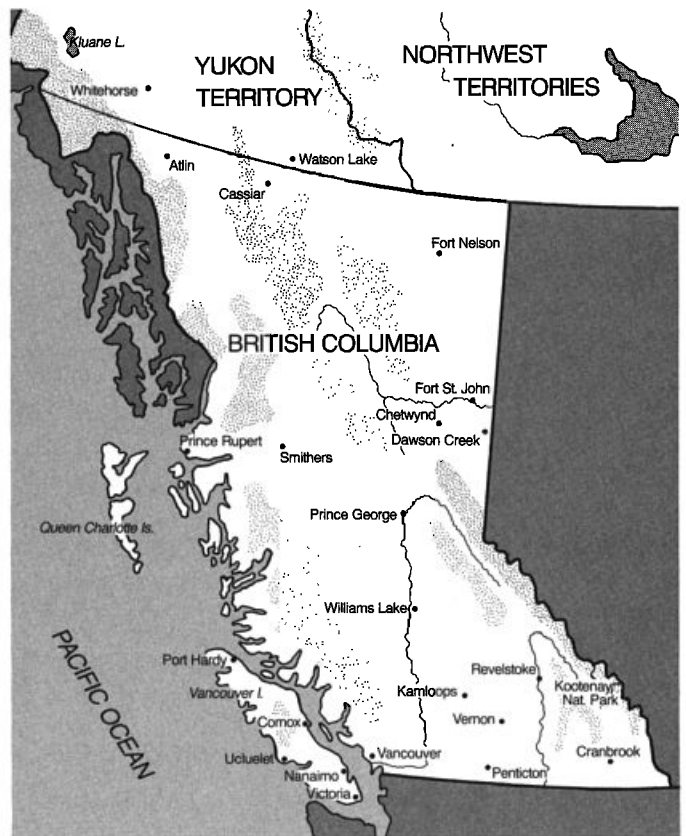 Kluane L.
YUKON
TERRITORY
NORTHWEST
TERRITORIES
Whitehorse
Atlin
Watson Lake
Cassiar
Fort Nelson
BRITISH COLUMBIA
Fort St. John
Chetwynd
Dawson Creek
Prince Rupert
Smithers
Queen Charlotte Is.
Prince George
Williams Lake
PACIFIC OCEAN
Port Hardy
Vancouver I.
Revelstoke
Kamloops
Kootenay
Nat. Park
Comox
Vernon
Ucluelet
Vancouver
Cranbrook
Nanaimo
Penticton
Victoria